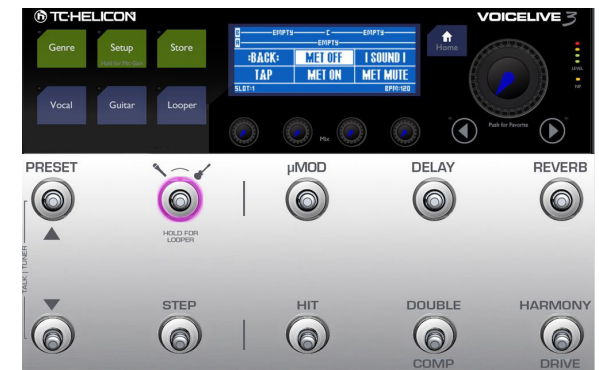 TC·HELICON
VOICELIVE 3
Genre
Setup
Hold for Mic Gain
Store
EMPTY C EMPTY
EMPTY
:BACK: MET OFF | SOUND |
TAP MET ON MET MUTE
SLOT:1 BPM:120
Home
LEVEL
INP
Vocal
Guitar
Looper
Mix
Push for Favorite
PRESET
µMOD
DELAY
REVERB
HOLD FOR
LOOPER
TALK | TUNER
STEP
HIT
DOUBLE
HARMONY
COMP
DRIVE